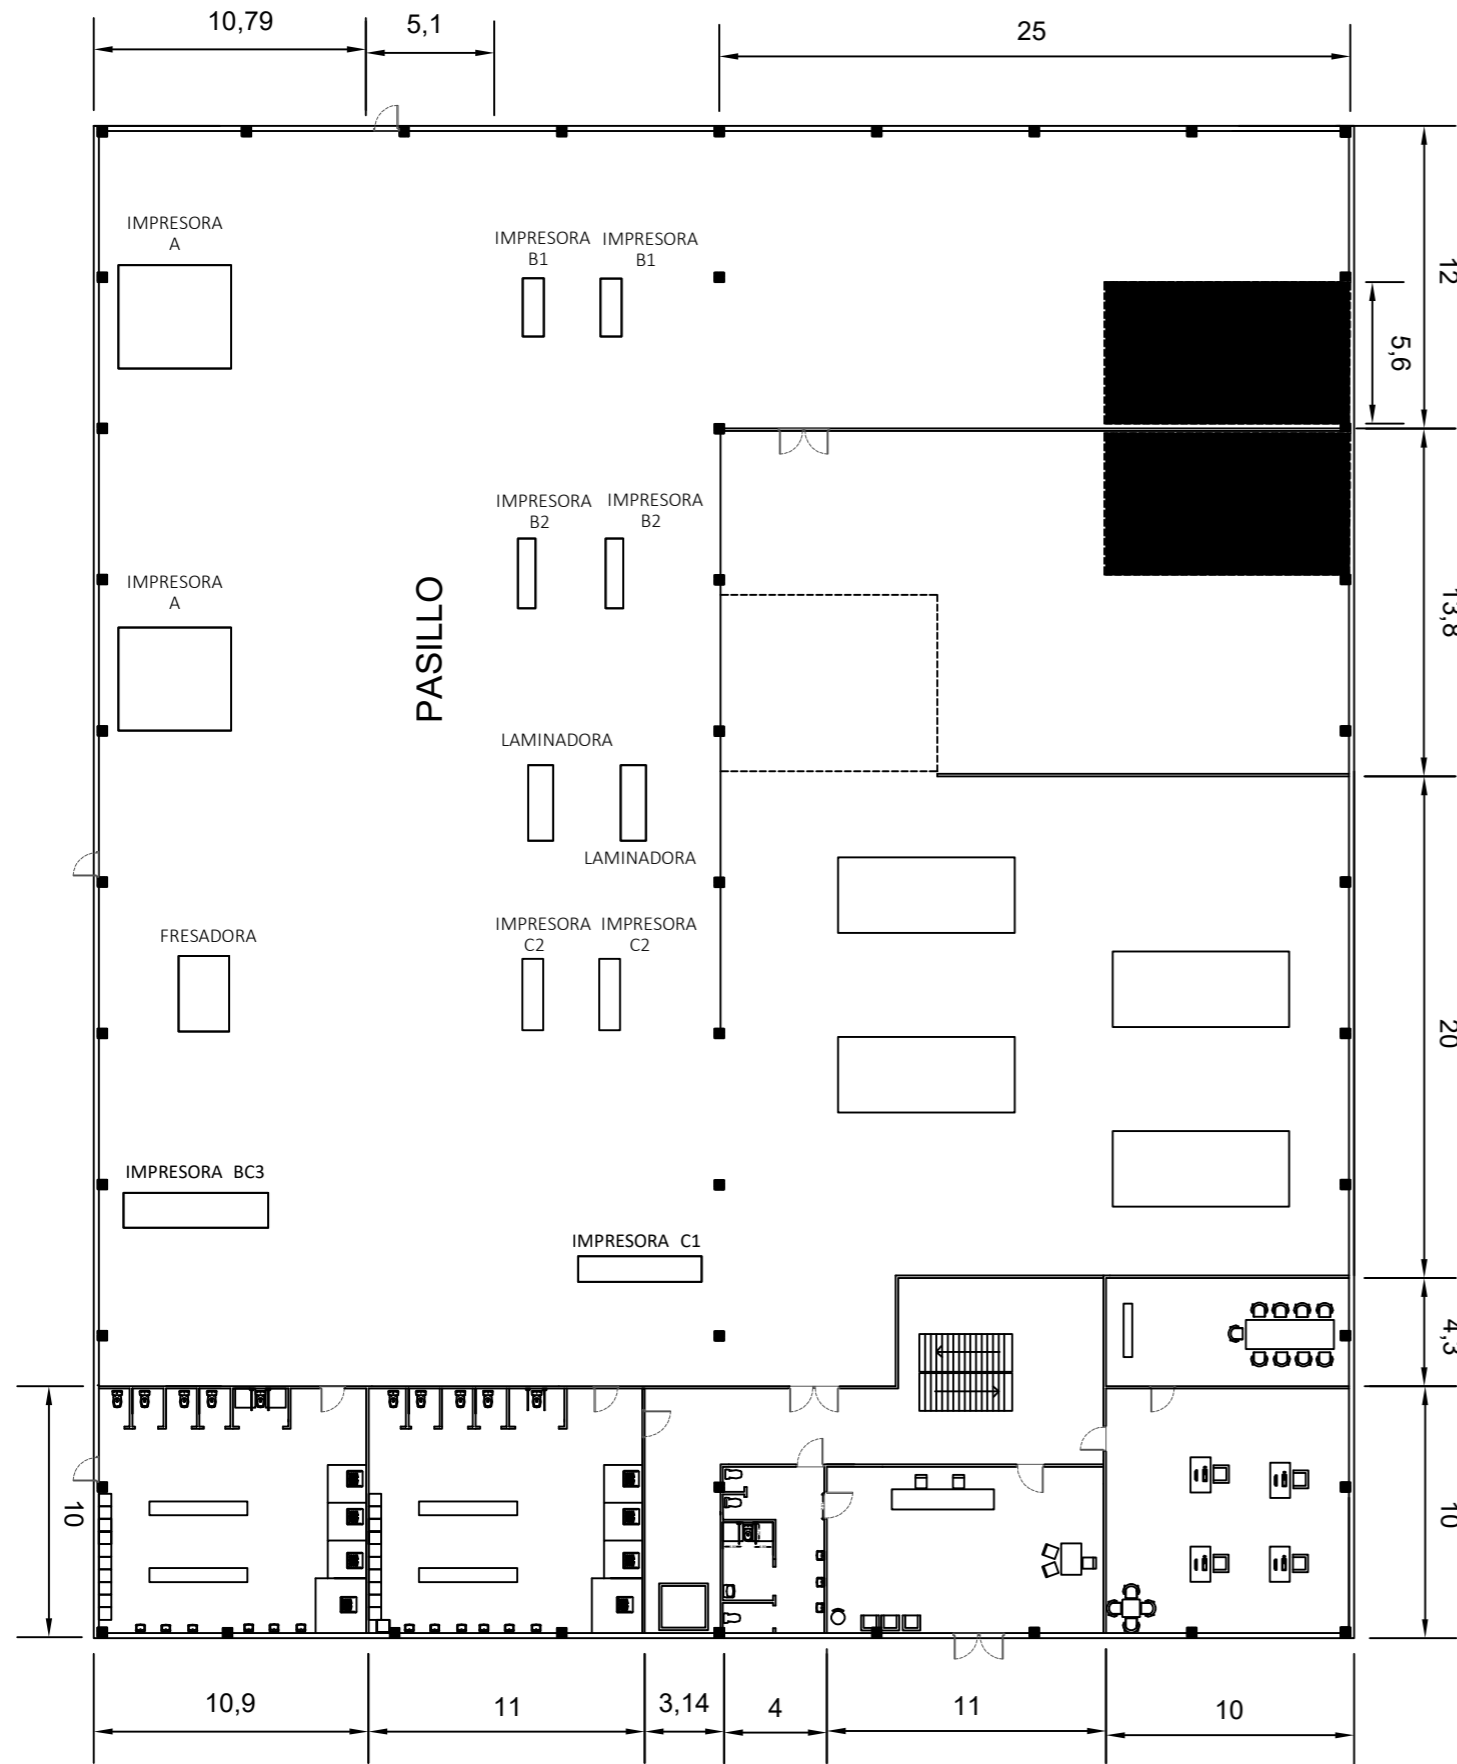 10,79
5,1
25
IMPRESORA
A
IMPRESORA
B1
IMPRESORA
B1
12
5,6
IMPRESORA
B2
IMPRESORA
B2
IMPRESORA
A
PASILLO
13,8
LAMINADORA
LAMINADORA
FRESADORA
IMPRESORA
C2
IMPRESORA
C2
20
IMPRESORA BC3
IMPRESORA C1
4,3
10
10
10,9
11
3,14
4
11
10